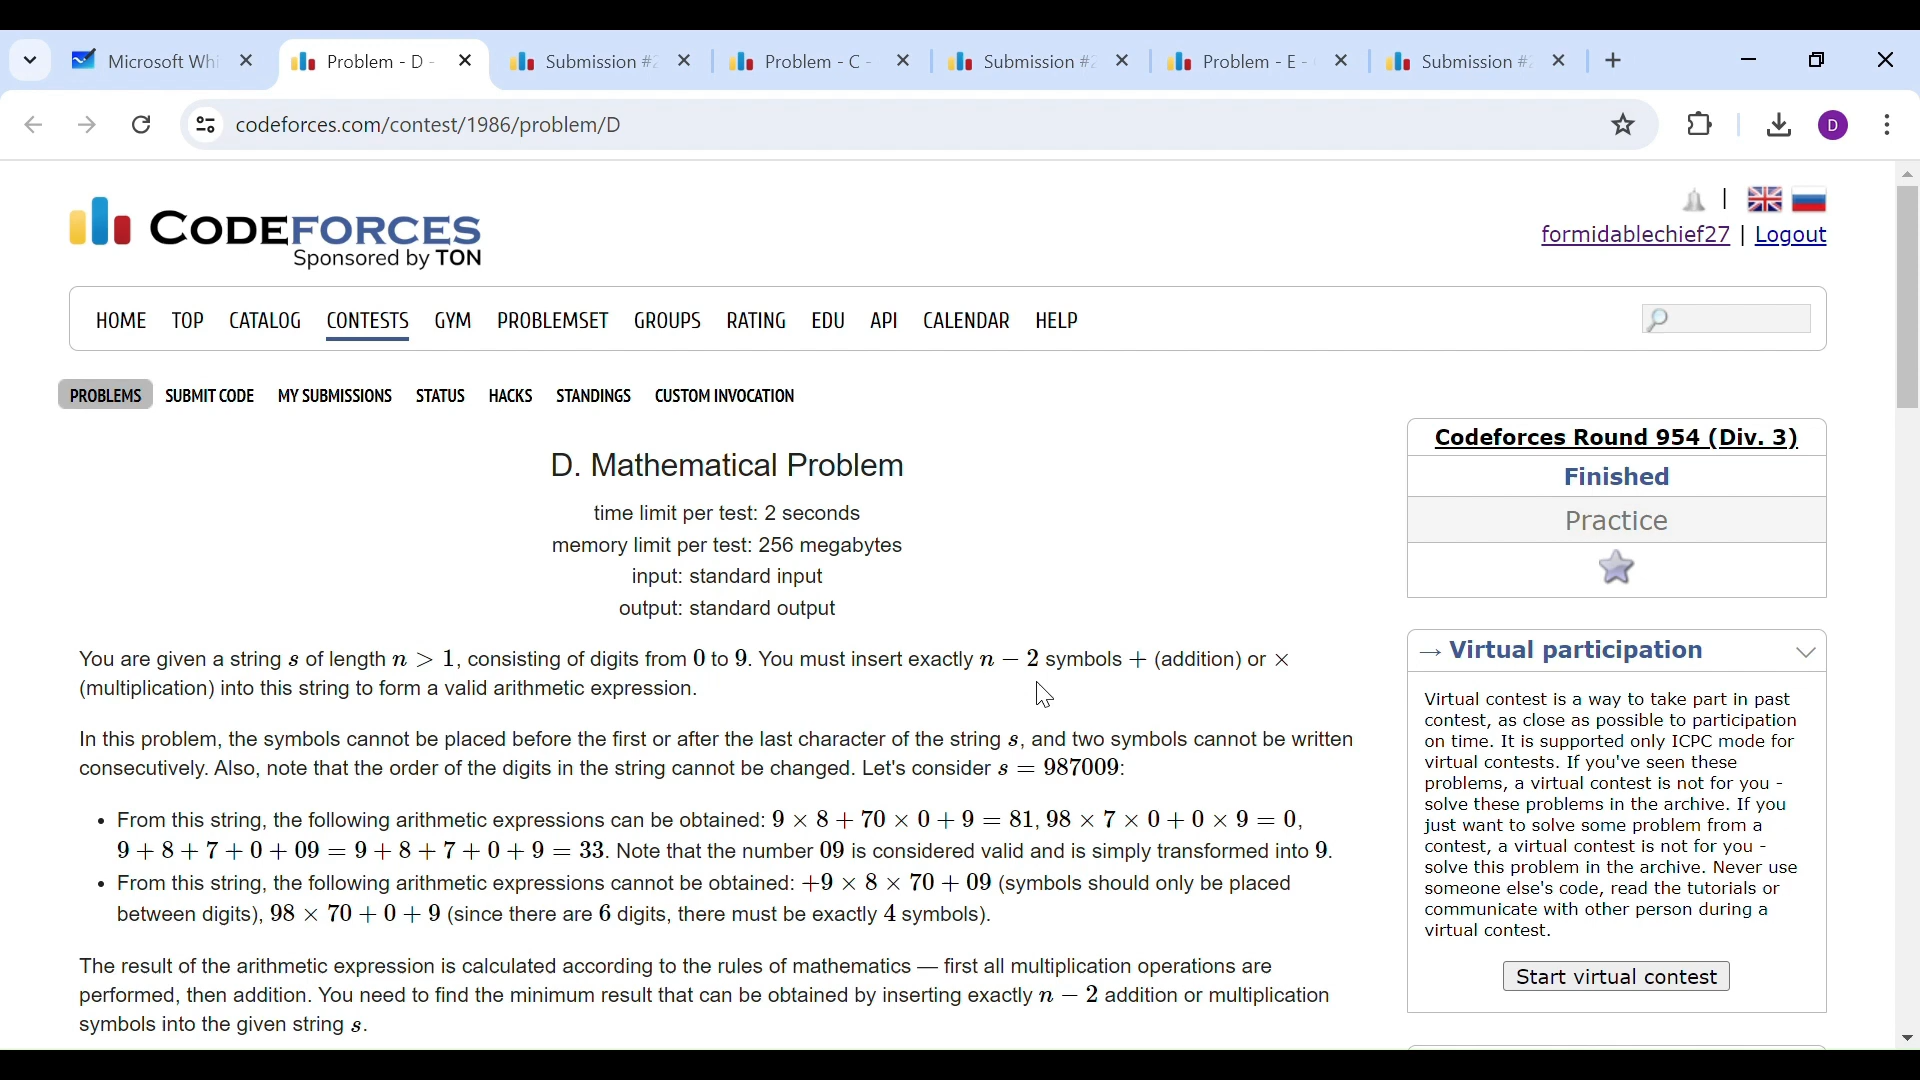 Microsoft Whi
Problem - D -
Submission #2
Problem - C -
Submission #2
Problem - E -
Submission #2
codeforces.com/contest/1986/problem/D
D
CODEFORCES
Sponsored by TON
formidablechief27 | Logout
HOME TOP CATALOG CONTESTS GYM PROBLEMSET GROUPS RATING EDU API CALENDAR HELP
PROBLEMS SUBMIT CODE MY SUBMISSIONS STATUS HACKS STANDINGS CUSTOM INVOCATION
D. Mathematical Problem
time limit per test: 2 seconds
memory limit per test: 256 megabytes
input: standard input
output: standard output
You are given a string s of length n > 1, consisting of digits from 0 to 9. You must insert exactly n − 2 symbols + (addition) or ×
(multiplication) into this string to form a valid arithmetic expression.
In this problem, the symbols cannot be placed before the first or after the last character of the string s, and two symbols cannot be written
consecutively. Also, note that the order of the digits in the string cannot be changed. Let's consider s = 987009:
• From this string, the following arithmetic expressions can be obtained: 9 × 8 + 70 × 0 + 9 = 81, 98 × 7 × 0 + 0 × 9 = 0,
9 + 8 + 7 + 0 + 09 = 9 + 8 + 7 + 0 + 9 = 33. Note that the number 09 is considered valid and is simply transformed into 9.
• From this string, the following arithmetic expressions cannot be obtained: +9 × 8 × 70 + 09 (symbols should only be placed
between digits), 98 × 70 + 0 + 9 (since there are 6 digits, there must be exactly 4 symbols).
The result of the arithmetic expression is calculated according to the rules of mathematics — first all multiplication operations are
performed, then addition. You need to find the minimum result that can be obtained by inserting exactly n − 2 addition or multiplication
symbols into the given string s.
Codeforces Round 954 (Div. 3)
Finished
Practice
→ Virtual participation
Virtual contest is a way to take part in past
contest, as close as possible to participation
on time. It is supported only ICPC mode for
virtual contests. If you've seen these
problems, a virtual contest is not for you -
solve these problems in the archive. If you
just want to solve some problem from a
contest, a virtual contest is not for you -
solve this problem in the archive. Never use
someone else's code, read the tutorials or
communicate with other person during a
virtual contest.
Start virtual contest